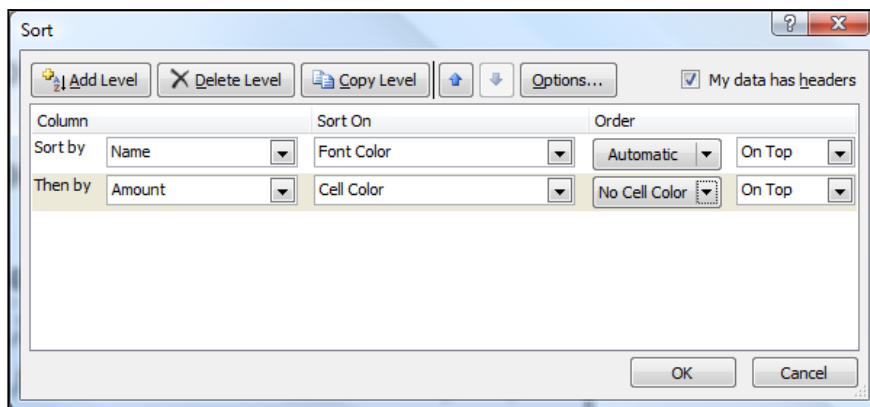 Sort
Add Level Delete Level Copy Level Options... My data has headers
Column Sort On Order
Sort by Name Font Color Automatic On Top
Then by Amount Cell Color No Cell Color On Top
OK Cancel